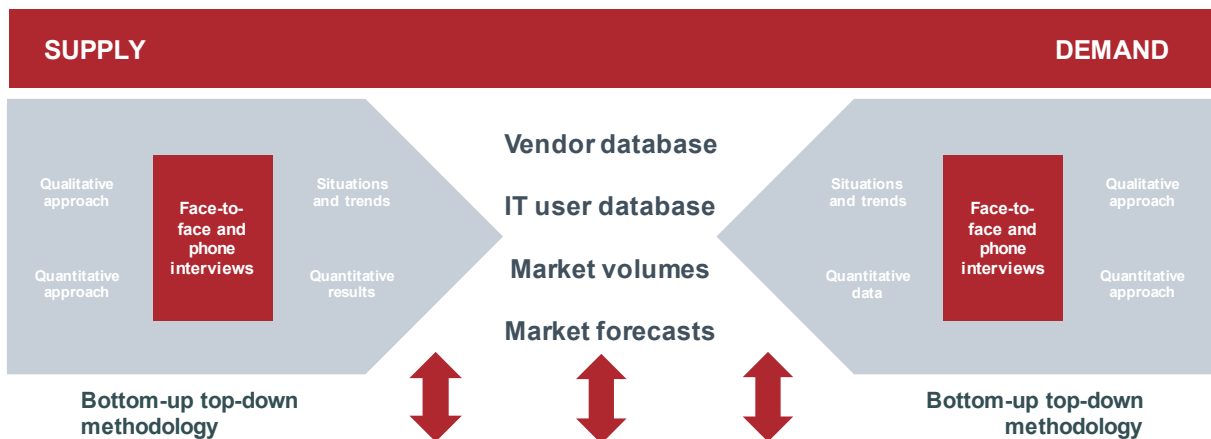 SUPPLY
DEMAND
Qualitative
approach
Quantitative
approach
Face-to-
face and
phone
interviews
Situations
and trends
Quantitative
results
Vendor database
IT user database
Market volumes
Market forecasts
Situations
and trends
Quantitative
data
Face-to-
face and
phone
interviews
Qualitative
approach
Quantitative
approach
Bottom-up top-down
methodology
Bottom-up top-down
methodology